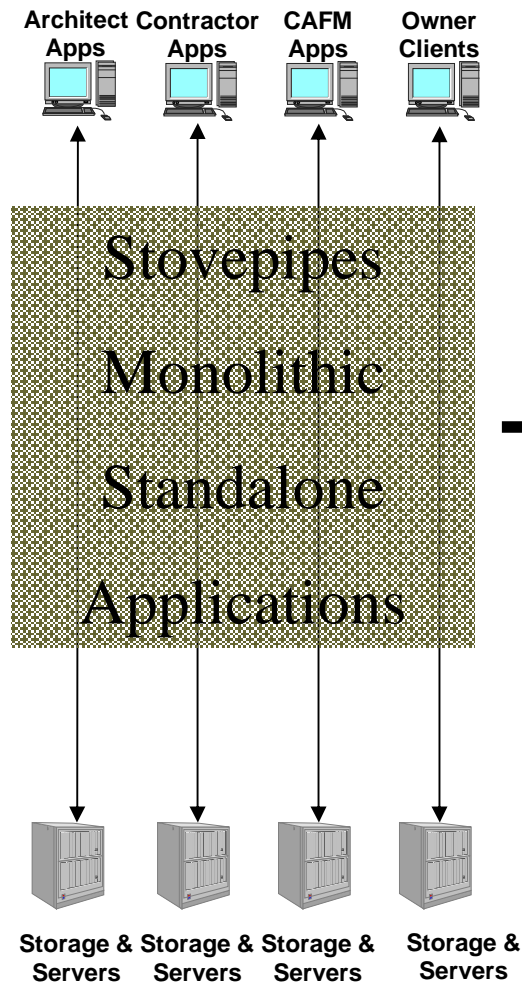 Architect Apps
Contractor Apps
CAFM Apps
Owner Clients
Stovepipes
Monolithic
Standalone
Applications
Storage & Servers
Storage & Servers
Storage & Servers
Storage & Servers